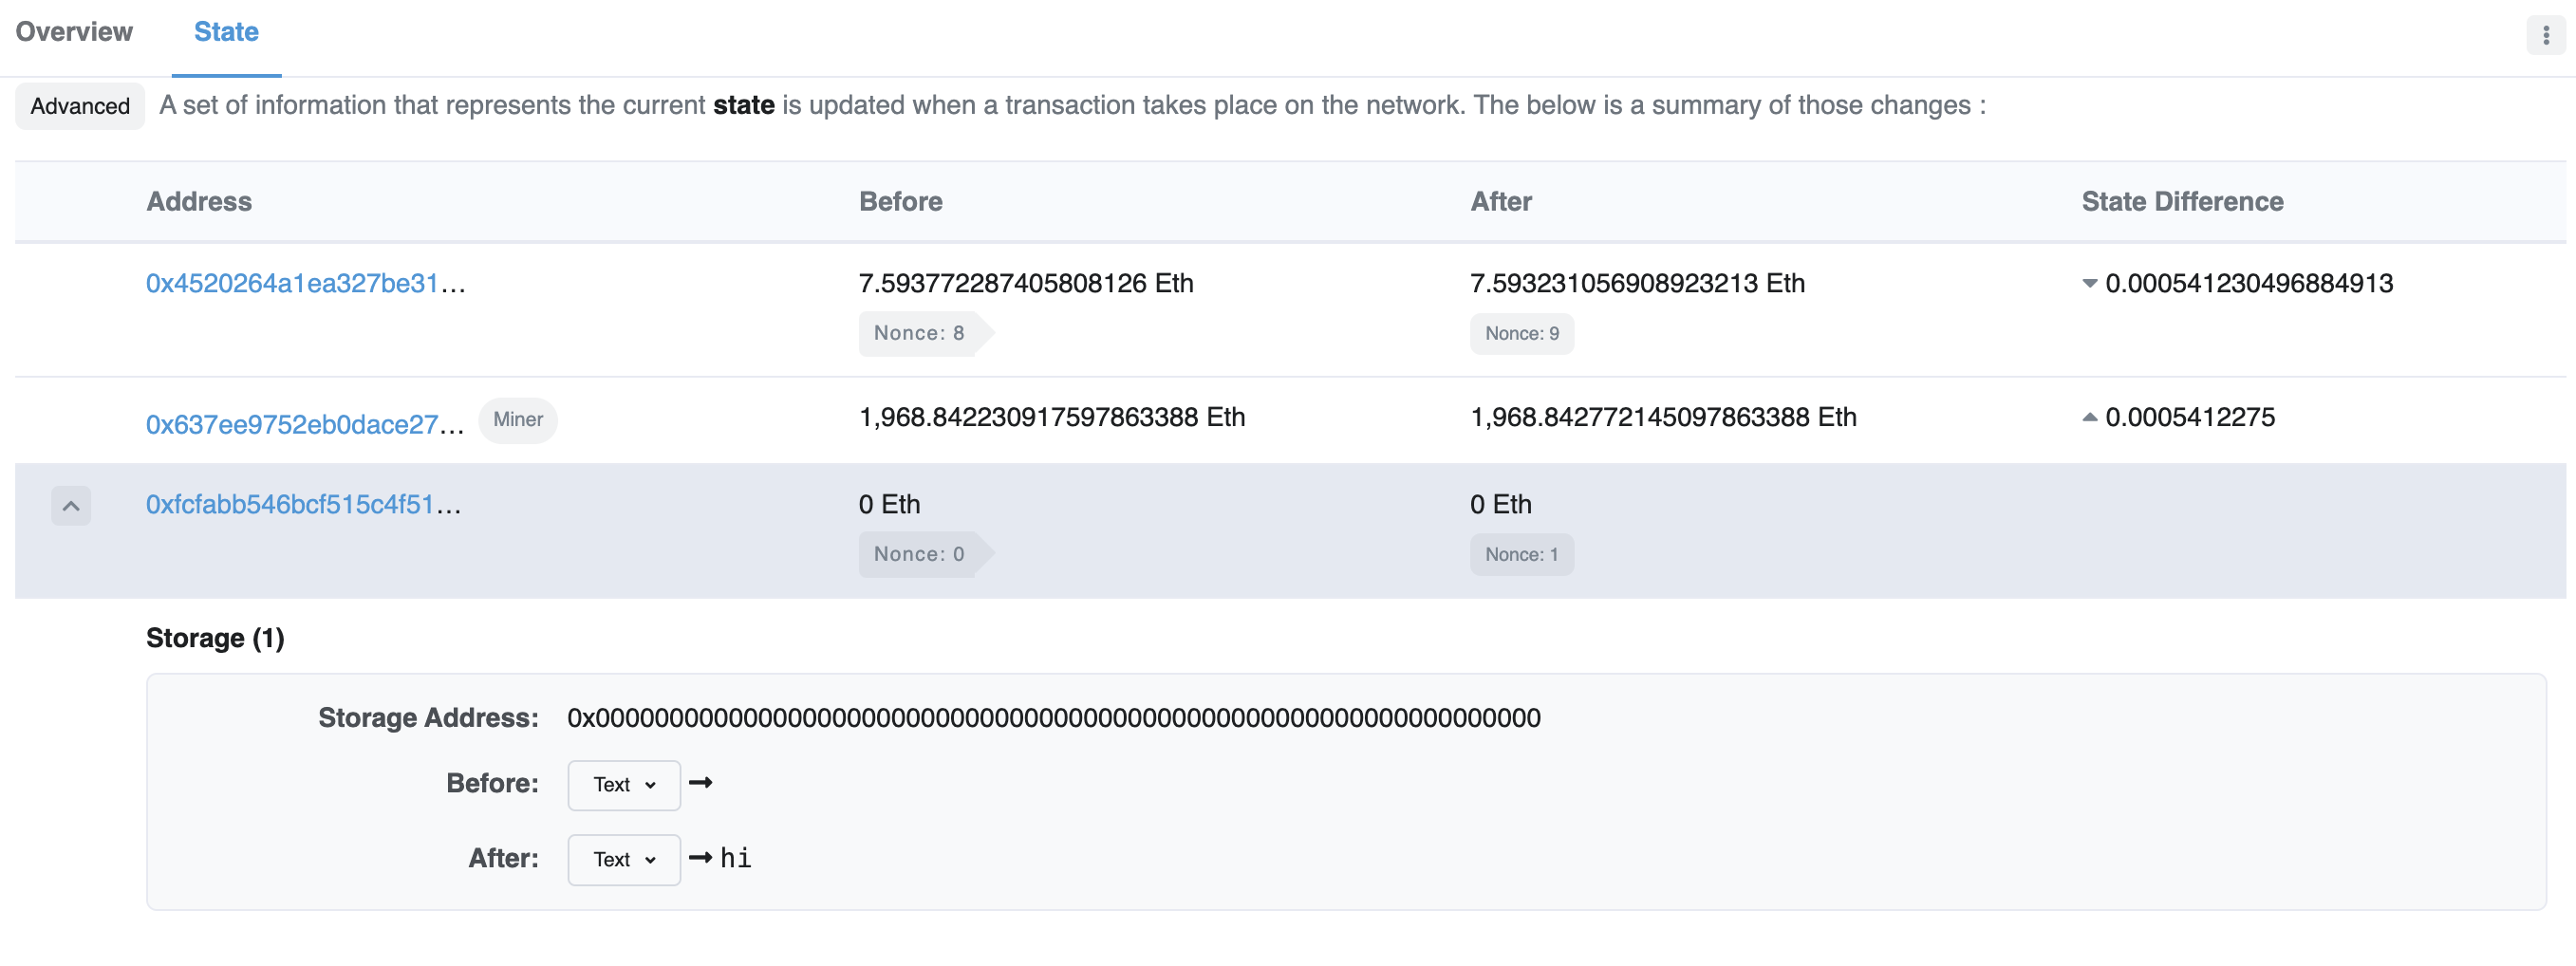 Overview State
Advanced A set of information that represents the current state is updated when a transaction takes place on the network. The below is a summary of those changes :
Address Before After State Difference
0x4520264a1ea327be31... 7.593772287405808126 Eth 7.593231056908923213 Eth 0.000541230496884913
Nonce: 8 Nonce: 9
0x637ee9752eb0dace27... Miner 1,968.842230917597863388 Eth 1,968.842772145097863388 Eth 0.0005412275
0xfcfabb546bcf515c4f51... 0 Eth 0 Eth
Nonce: 0 Nonce: 1
Storage (1)
Storage Address: 0x0000000000000000000000000000000000000000000000000000000000000000
Before: Text →
After: Text → hi